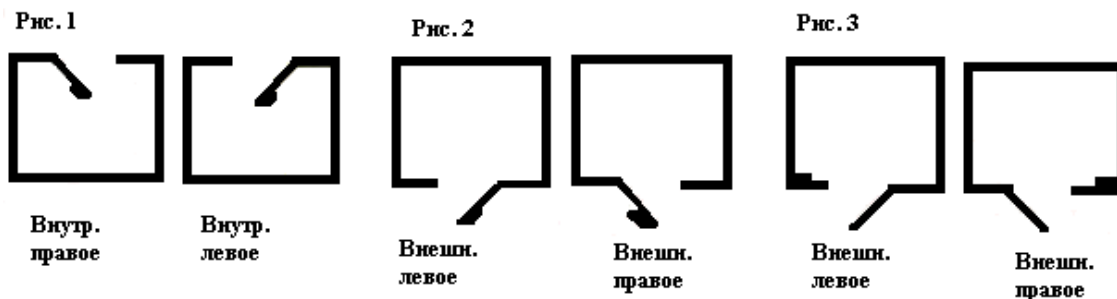 Рис. 1
Рис. 2
Рис. 3
Внутр.
правое
Внутр.
левое
Внешн.
левое
Внешн.
правое
Внешн.
левое
Внешн.
правое